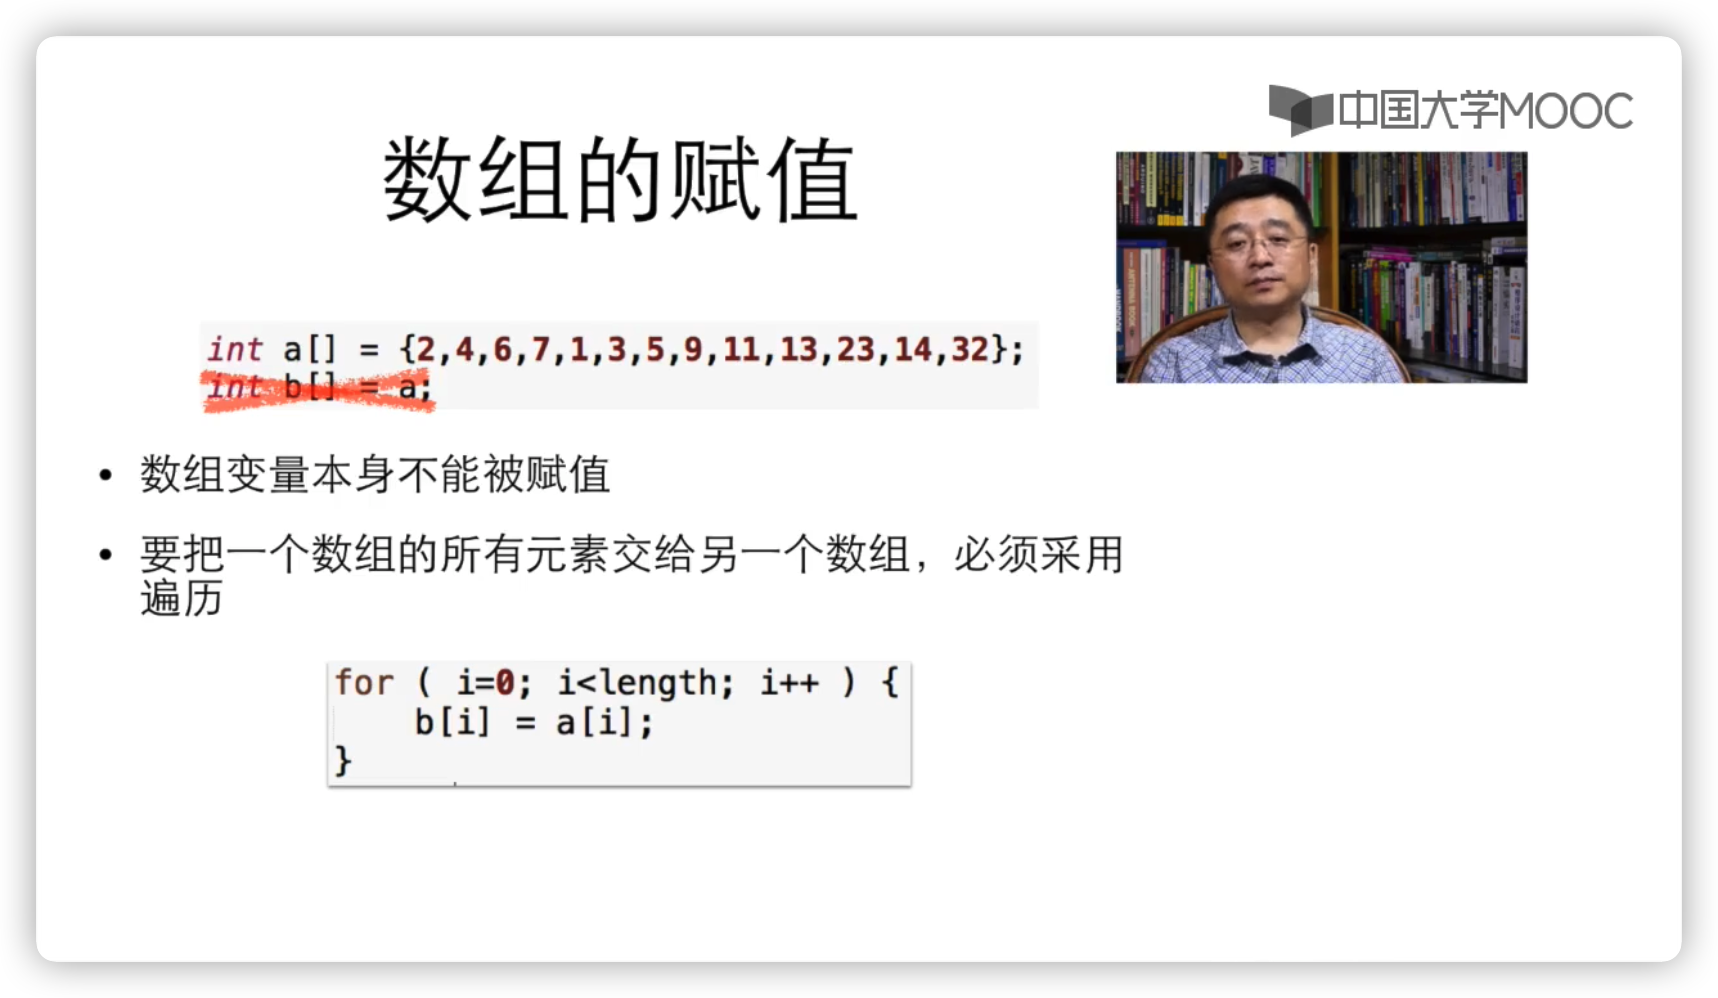 中国大学MOOC
数组的赋值
int a[] = {2,4,6,7,1,3,5,9,11,13,23,14,32};
int b[] = a;
• 数组变量本身不能被赋值
• 要把一个数组的所有元素交给另一个数组，必须采用
遍历
for ( i=0; i<length; i++ ) {
b[i] = a[i];
}